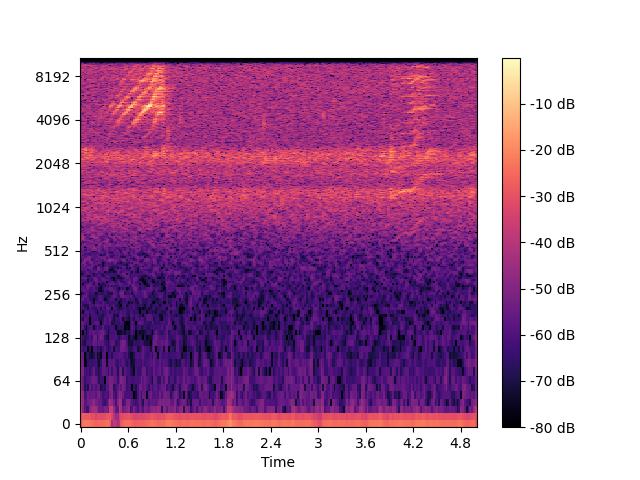 8192
4096
2048
1024
512
256
128
64
0
Hz
0 0.6 1.2 1.8 2.4 3 3.6 4.2 4.8
Time
-10 dB
-20 dB
-30 dB
-40 dB
-50 dB
-60 dB
-70 dB
-80 dB